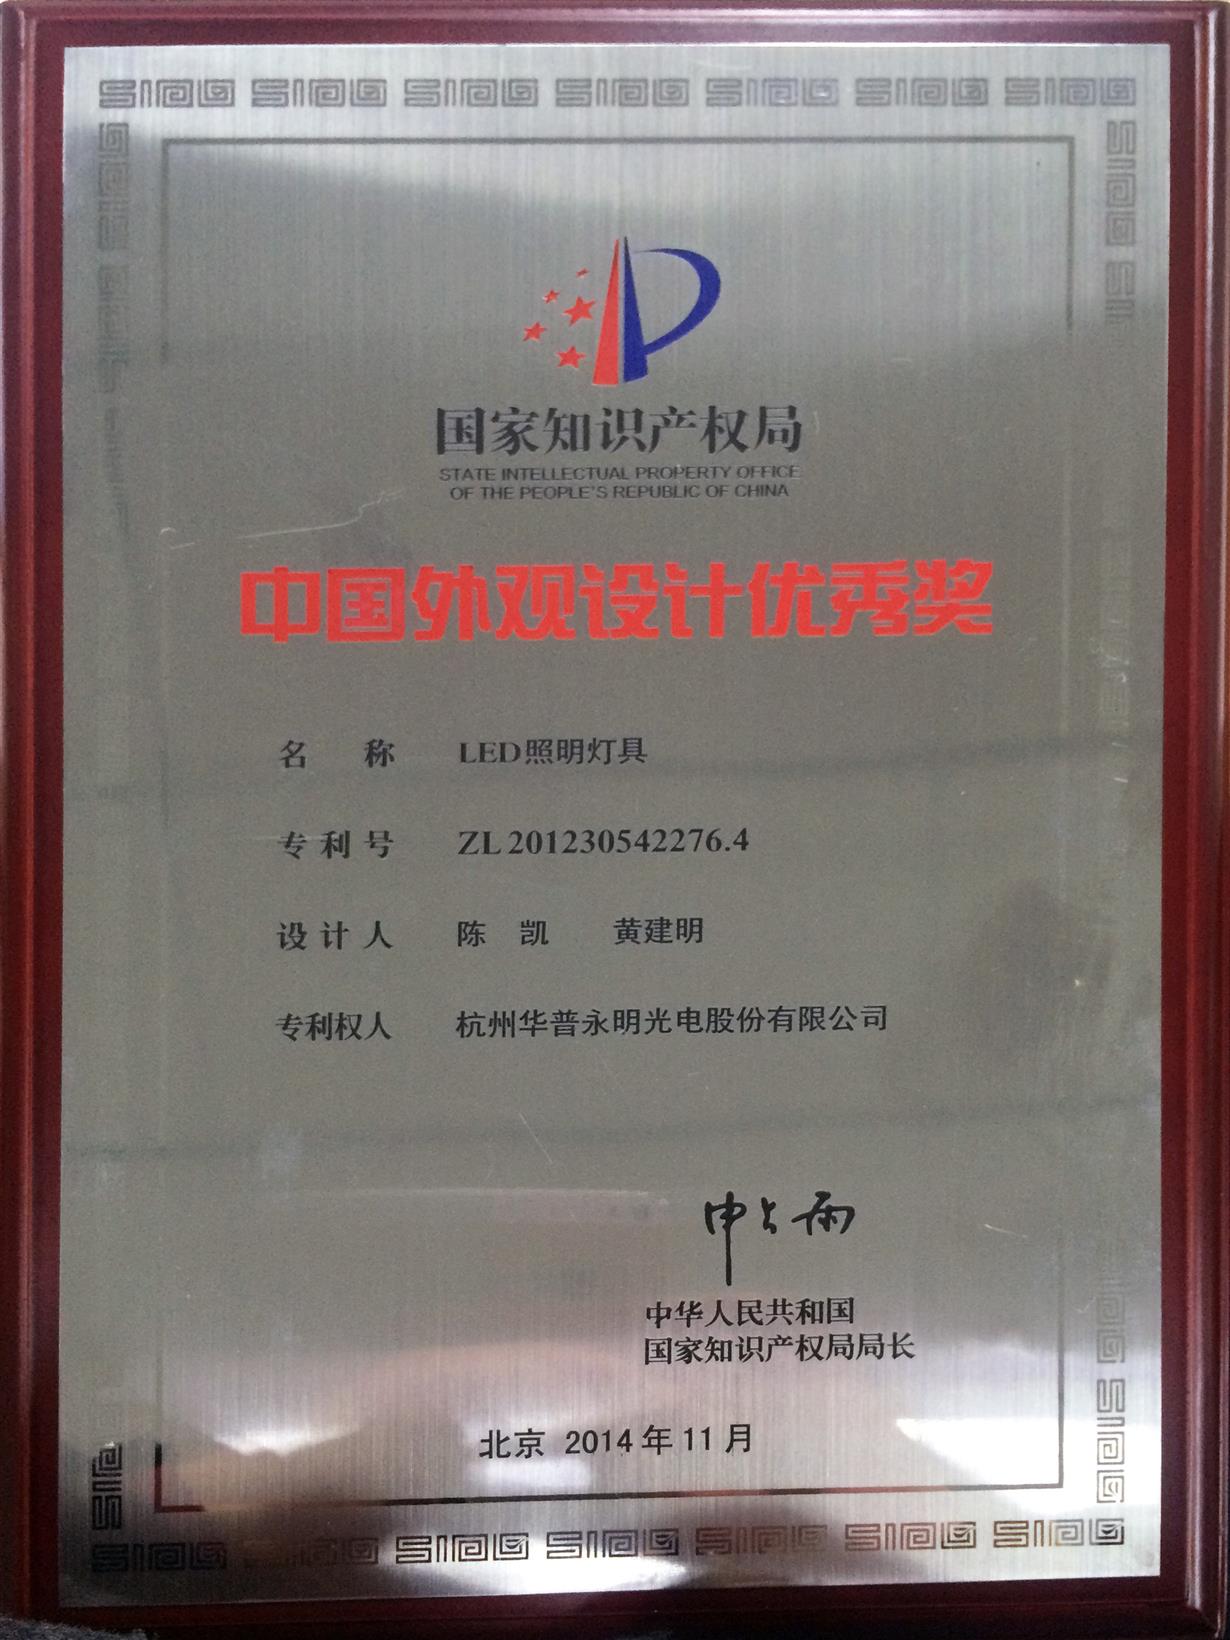 国家知识产权局
STATE INTELLECTUAL PROPERTY OFFICE
OF THE PEOPLE'S REPUBLIC OF CHINA
中国外观设计优秀奖
名 称 LED照明灯具
专利号 ZL 201230542276.4
设计人 陈 凯 黄建明
专利权人 杭州华普永明光电股份有限公司
申长雨
中华人民共和国
国家知识产权局局长
北京 2014年11月